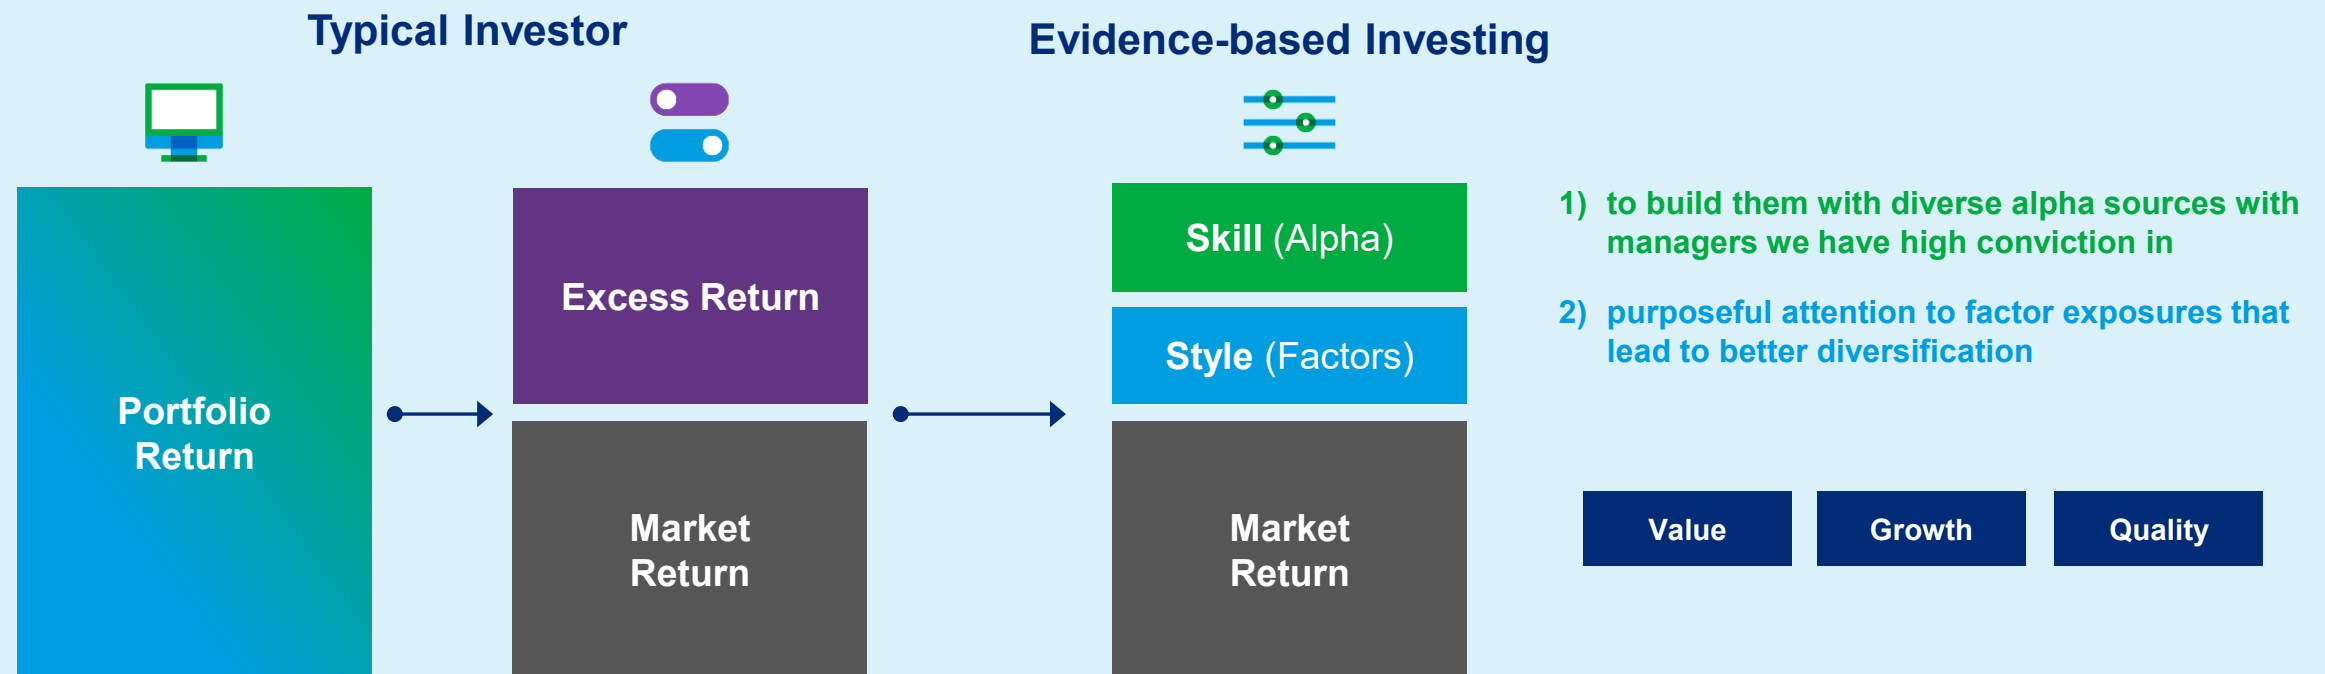 Typical Investor
Evidence-based Investing
Portfolio
Return
Excess Return
Market
Return
Skill (Alpha)
Style (Factors)
Market
Return
1) to build them with diverse alpha sources with
managers we have high conviction in
2) purposeful attention to factor exposures that
lead to better diversification
Value
Growth
Quality